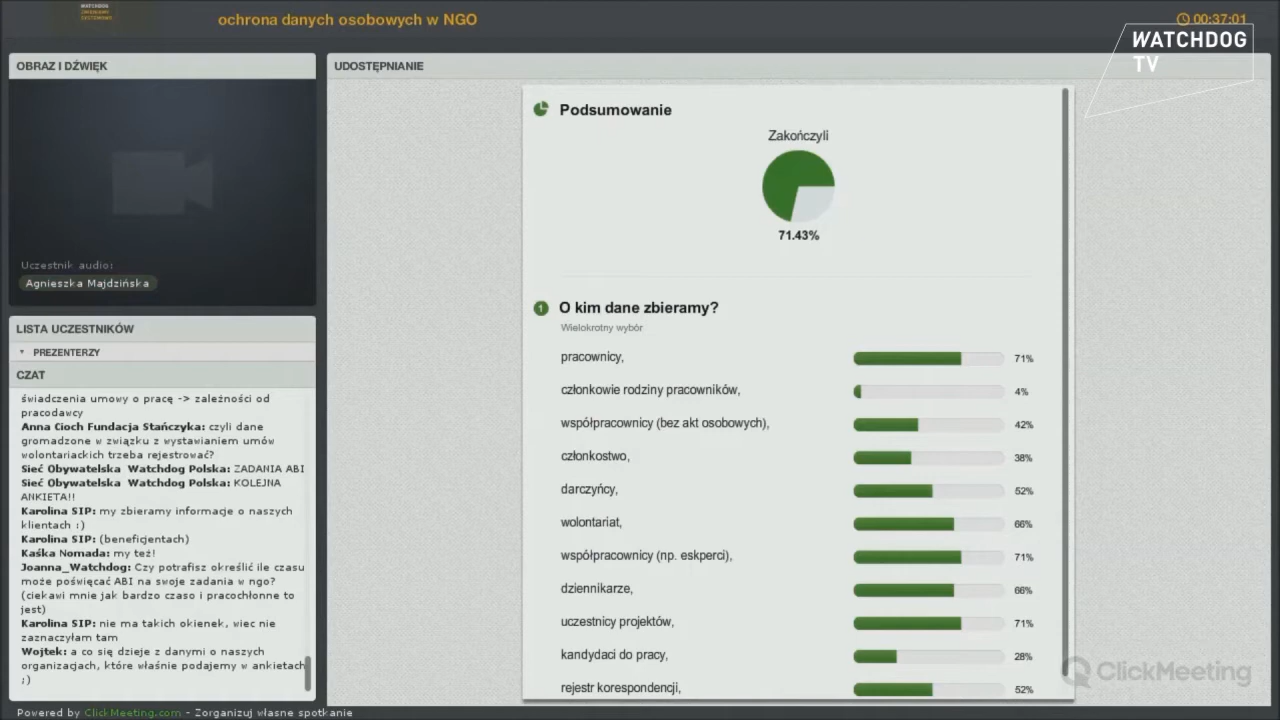 WATCHDOG
ochrona danych osobowych w NGO
00:37:01
WATCHDOG
TV
OBRAZ I DŹWIĘK
Uczestnik audio:
Agnieszka Majdzińska
LISTA UCZESTNIKÓW
PREZENTERZY
CZAT
świadczenia umowy o pracę -> zależności od
pracodawcy
Anna Cioch Fundacja Stańczyka: czyli dane
gromadzone w związku z wystawianiem umów
wolontariackich trzeba rejestrować?
Sieć Obywatelska Watchdog Polska: ZADANIA ABI
Sieć Obywatelska Watchdog Polska: KOLEJNA
ANKIETA!!
Karolina SIP: my zbieramy informacje o naszych
klientach :)
Karolina SIP: (beneficjentach)
Kaśka Nomada: my też!
Joanna_Watchdog: Czy potrafisz określić ile czasu
może poświęcać ABI na swoje zadania w ngo?
(ciekawi mnie jak bardzo czaso i pracochłonne to
jest)
Karolina SIP: nie ma takich okienek, wiec nie
zaznaczyłam tam
Wojtek: a co się dzieje z danymi o naszych
organizacjach, które właśnie podajemy w ankietach
;)
UDOSTĘPNIANIE
Podsumowanie
Zakończyli
71.43%
1 O kim dane zbieramy?
Wielokrotny wybór
pracownicy, 71%
członkowie rodziny pracowników, 4%
współpracownicy (bez akt osobowych), 42%
członkostwo, 38%
darczyńcy, 52%
wolontariat, 66%
współpracownicy (np. eskperci), 71%
dziennikarze, 66%
uczestnicy projektów, 71%
kandydaci do pracy, 28%
rejestr korespondencji, 52%
ClickMeeting
Powered by ClickMeeting.com - Zorganizuj własne spotkanie